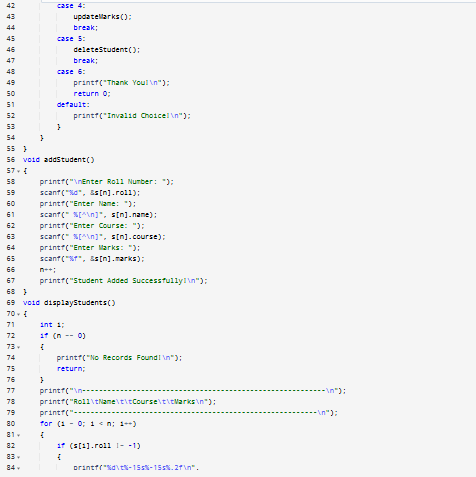 42 case 4:
43 updateMarks();
44 break;
45 case 5:
46 deleteStudent();
47 break;
48 case 6:
49 printf("Thank You!\n");
50 return 0;
51 default:
52 printf("Invalid Choice!\n");
53 }
54 }
55 }
56 void addStudent()
57 {
58 printf("\nEnter Roll Number: ");
59 scanf("%d", &s[n].roll);
60 printf("Enter Name: ");
61 scanf(" %[^\n]", s[n].name);
62 printf("Enter Course: ");
63 scanf(" %[^\n]", s[n].course);
64 printf("Enter Marks: ");
65 scanf("%f", &s[n].marks);
66 n++;
67 printf("Student Added Successfully!\n");
68 }
69 void displayStudents()
70 {
71 int i;
72 if (n == 0)
73 {
74 printf("No Records Found!\n");
75 return;
76 }
77 printf("\n-----------------------------------------------------------\n");
78 printf("Roll\tName\t\tCourse\t\tMarks\n");
79 printf("-----------------------------------------------------------\n");
80 for (i = 0; i < n; i++)
81 {
82 if (s[i].roll != -1)
83 {
84 printf("%d\t%-15s%-15s%.2f\n",